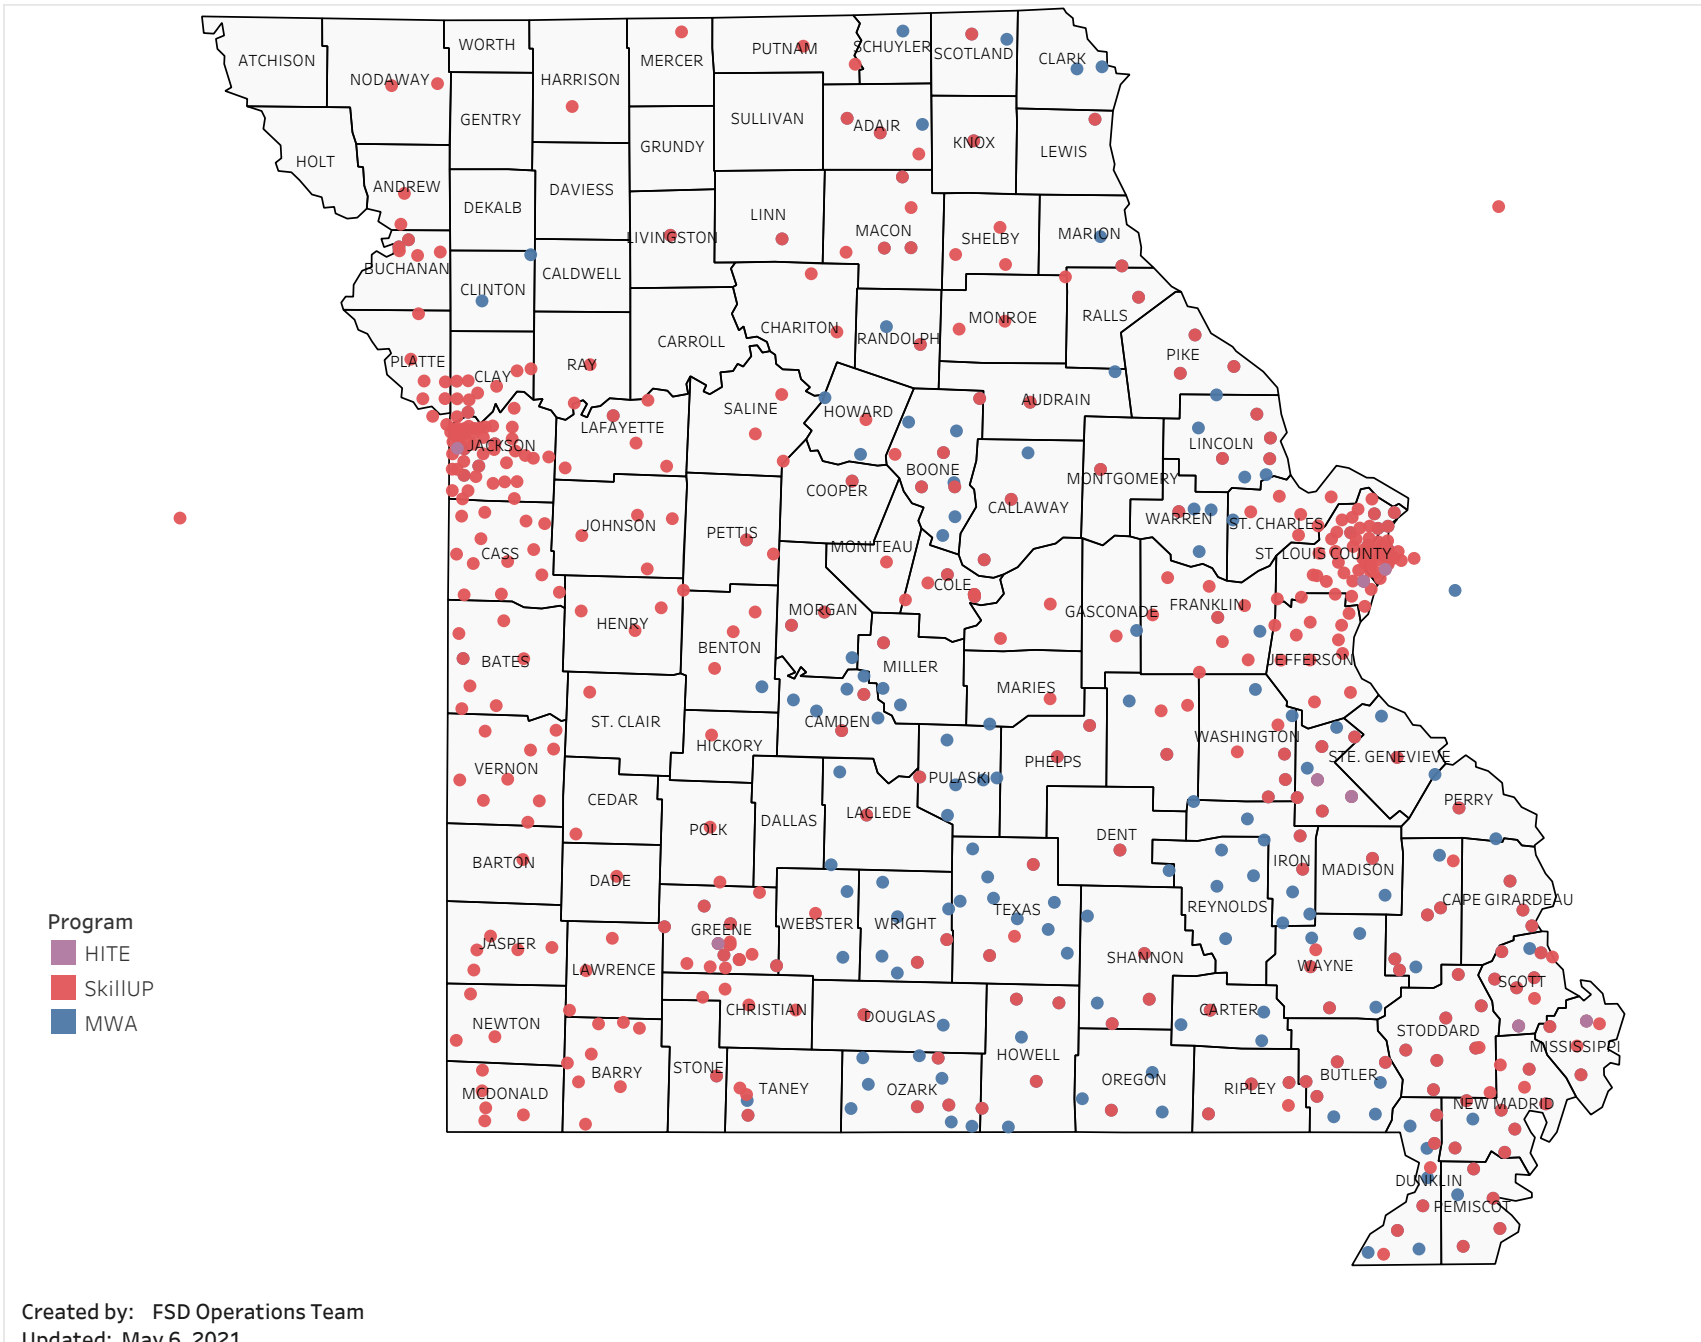 ATCHISON
NODAWAY
WORTH
HARRISON
MERCER
PUTNAM
SCHUYLER
SCOTLAND
CLARK
GENTRY
SULLIVAN
ADAIR
KNOX
LEWIS
HOLT
GRUNDY
ANDREW
DEKALB
DAVIESS
LINN
MACON
SHELBY
MARION
LIVINGSTON
BUCHANAN
CLINTON
CALDWELL
CHARITON
RANDOLPH
MONROE
RALLS
CARROLL
PIKE
PLATTE
CLAY
RAY
SALINE
HOWARD
AUDRAIN
LAFAYETTE
JACKSON
LINCOLN
BOONE
MONTGOMERY
COOPER
CALLAWAY
WARREN
ST. CHARLES
JOHNSON
PETTIS
MONITEAU
ST. LOUIS COUNTY
CASS
COLE
MORGAN
GASCONADE
FRANKLIN
HENRY
BENTON
BATES
MILLER
JEFFERSON
MARIES
ST. CLAIR
CAMDEN
HICKORY
WASHINGTON
STE. GENEVIEVE
VERNON
PULASKI
PHELPS
CEDAR
PERRY
POLK
DALLAS
LACLEDE
DENT
BARTON
DADE
IRON
MADISON
CAPE GIRARDEAU
REYNOLDS
TEXAS
WEBSTER
WRIGHT
GREENE
JASPER
LAWRENCE
SHANNON
WAYNE
SCOTT
CHRISTIAN
DOUGLAS
CARTER
NEWTON
STODDARD
MISSISSIPPI
HOWELL
STONE
BARRY
TANEY
OZARK
OREGON
RIPLEY
BUTLER
MCDONALD
NEW MADRID
DUNKLIN
PEMISCOT
Program
HITE
SkillUP
MWA
Created by: FSD Operations Team
Updated: May 6, 2021